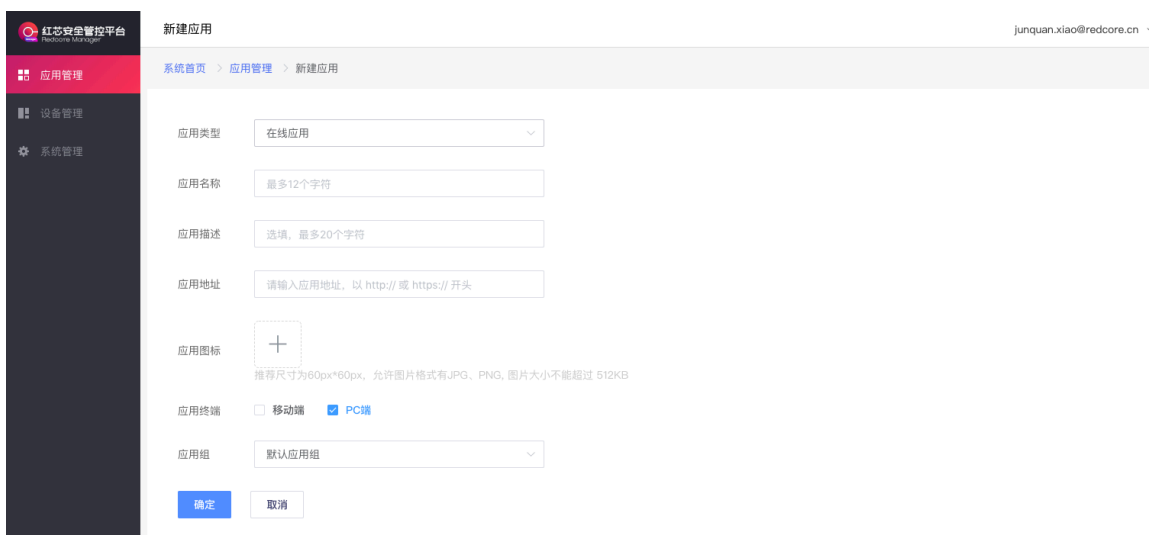 红芯安全管控平台
Redcore Manager
新建应用
junquan.xiao@redcore.cn
应用管理
设备管理
系统管理
系统首页 > 应用管理 > 新建应用
应用类型 在线应用
应用名称 最多12个字符
应用描述 选填，最多20个字符
应用地址 请输入应用地址，以 http:// 或 https:// 开头
应用图标
推荐尺寸为60px*60px，允许图片格式有JPG、PNG, 图片大小不能超过 512KB
应用终端 移动端 PC端
应用组 默认应用组
确定 取消